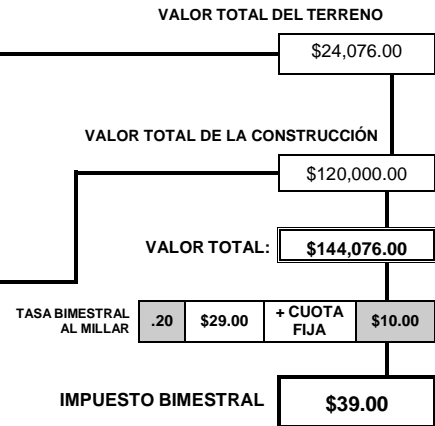 VALOR TOTAL DEL TERRENO
$24,076.00
VALOR TOTAL DE LA CONSTRUCCIÓN
$120,000.00
VALOR TOTAL: $144,076.00
TASA BIMESTRAL
AL MILLAR
.20 $29.00
+ CUOTA
FIJA
$10.00
IMPUESTO BIMESTRAL $39.00